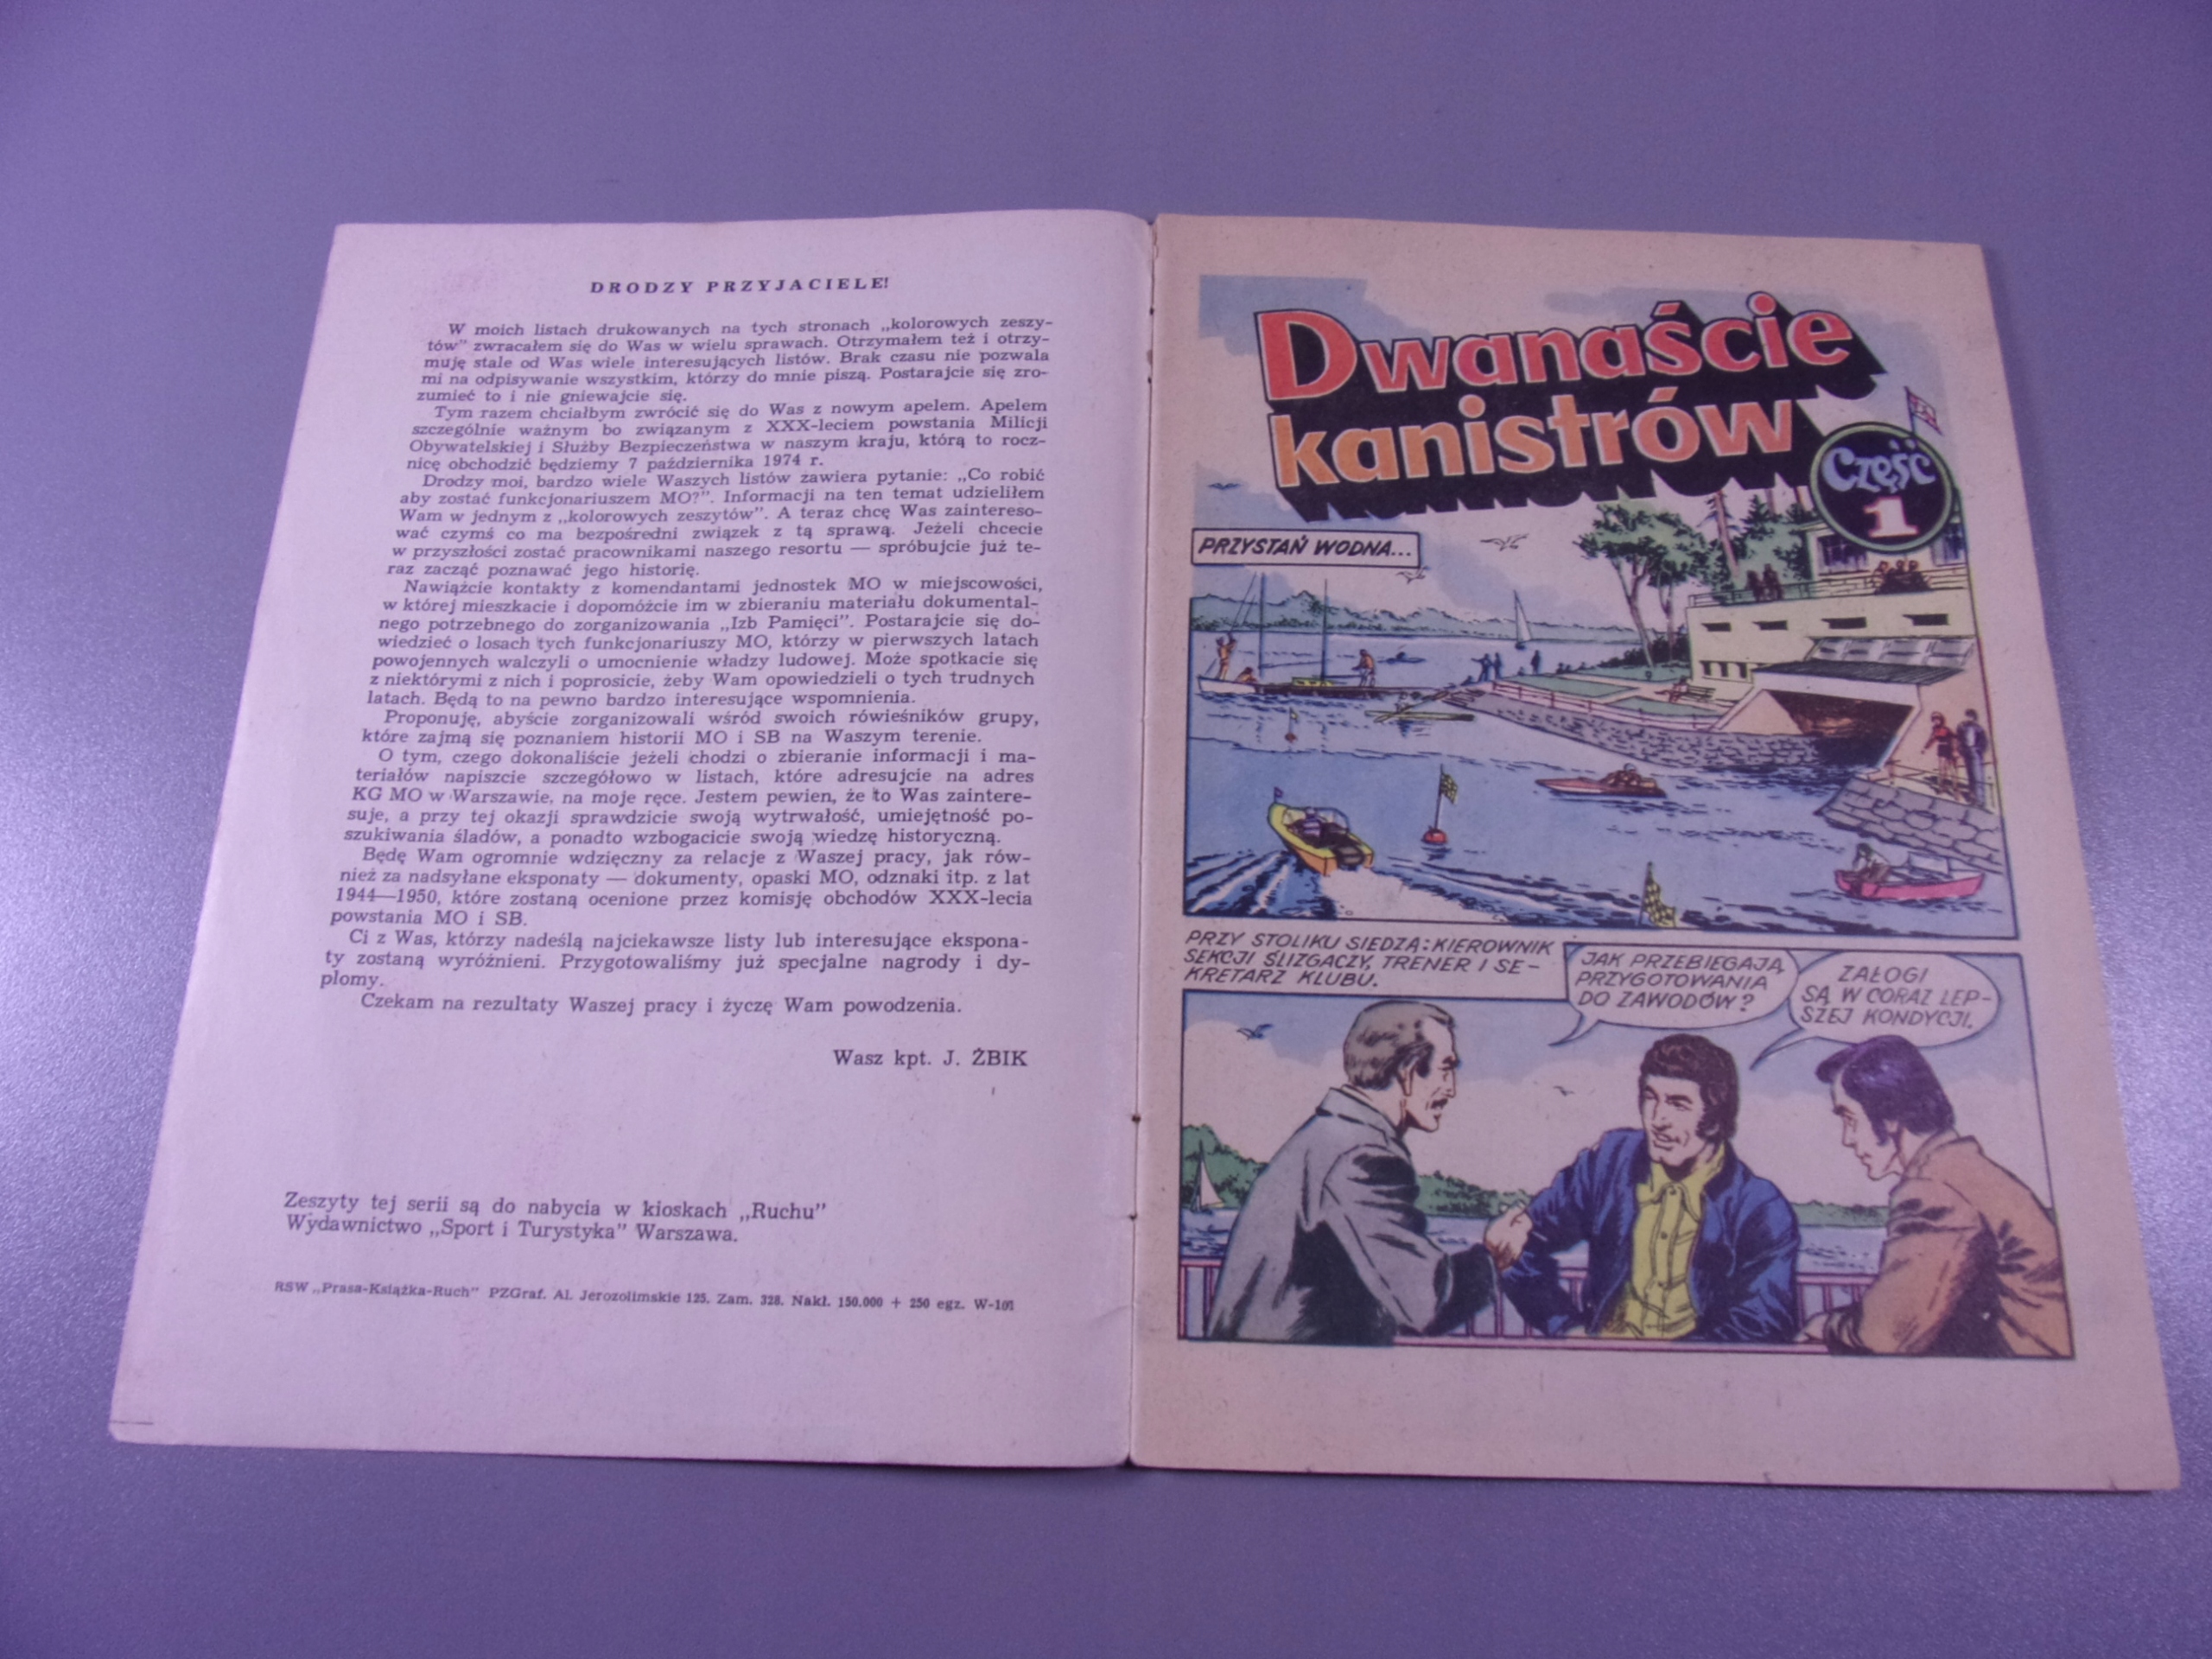 DRODZY PRZYJACIELE!
W moich listach drukowanych na tych stronach „kolorowych zeszy-
tów" zwracałem się do Was w wielu sprawach. Otrzymałem też i otrzy-
muję stale od Was wiele interesujących listów. Brak czasu nie pozwala
mi na odpisywanie wszystkim, którzy do mnie piszą. Postarajcie się zro-
zumieć to i nie gniewajcie się.
Tym razem chciałbym zwrócić się do Was z nowym apelem. Apelem
szczególnie ważnym bo związanym z XXX-leciem powstania Milicji
Obywatelskiej i Służby Bezpieczeństwa w naszym kraju, którą to rocz-
nicę obchodzić będziemy 7 października 1974 r.
Drodzy moi, bardzo wiele Waszych listów zawiera pytanie: „Co robić
aby zostać funkcjonariuszem MO?". Informacji na ten temat udzieliłem
Wam w jednym z „kolorowych zeszytów". A teraz chcę Was zaintereso-
wać czymś co ma bezpośredni związek z tą sprawą. Jeżeli chcecie
w przyszłości zostać pracownikami naszego resortu — spróbujcie już te-
raz zacząć poznawać jego historię.
Nawiążcie kontakty z komendantami jednostek MO w miejscowości,
w której mieszkacie i dopomóżcie im w zbieraniu materiału dokumental-
nego potrzebnego do zorganizowania „Izb Pamięci". Postarajcie się do-
wiedzieć o losach tych funkcjonariuszy MO, którzy w pierwszych latach
powojennych walczyli o umocnienie władzy ludowej. Może spotkacie się
z niektórymi z nich i poprosicie, żeby Wam opowiedzieli o tych trudnych
latach. Będą to na pewno bardzo interesujące wspomnienia.
Proponuję, abyście zorganizowali wśród swoich rówieśników grupy,
które zajmą się poznaniem historii MO i SB na Waszym terenie.
O tym, czego dokonaliście jeżeli chodzi o zbieranie informacji i ma-
teriałów napiszcie szczegółowo w listach, które adresujcie na adres
KG MO w Warszawie, na moje ręce. Jestem pewien, że to Was zaintere-
suje, a przy tej okazji sprawdzicie swoją wytrwałość, umiejętność po-
szukiwania śladów, a ponadto wzbogacicie swoją wiedzę historyczną.
Będę Wam ogromnie wdzięczny za relacje z Waszej pracy, jak rów-
nież za nadsyłane eksponaty — dokumenty, opaski MO, odznaki itp. z lat
1944—1950, które zostaną ocenione przez komisję obchodów XXX-lecia
powstania MO i SB.
Ci z Was, którzy nadeślą najciekawsze listy lub interesujące ekspona-
ty zostaną wyróżnieni. Przygotowaliśmy już specjalne nagrody i dy-
plomy.
Czekam na rezultaty Waszej pracy i życzę Wam powodzenia.
Wasz kpt. J. ŻBIK
Zeszyty tej serii są do nabycia w kioskach „Ruchu"
Wydawnictwo „Sport i Turystyka" Warszawa.
RSW „Prasa-Książka-Ruch" PZGraf. Al. Jerozolimskie 125. Zam. 328. Nakł. 150.000 + 250 egz. W-101
Dwanaście
kanistrów
Część
1
PRZYSTAŃ WODNA...
PRZY STOLIKU SIEDZĄ: KIEROWNIK
SEKCJI ŚLIZGACZY, TRENER I SE-
KRETARZ KLUBU.
JAK PRZEBIEGAJĄ
PRZYGOTOWANIA
DO ZAWODÓW?
ZAŁOGI
SĄ W CORAZ LEP-
SZEJ KONDYCJI.